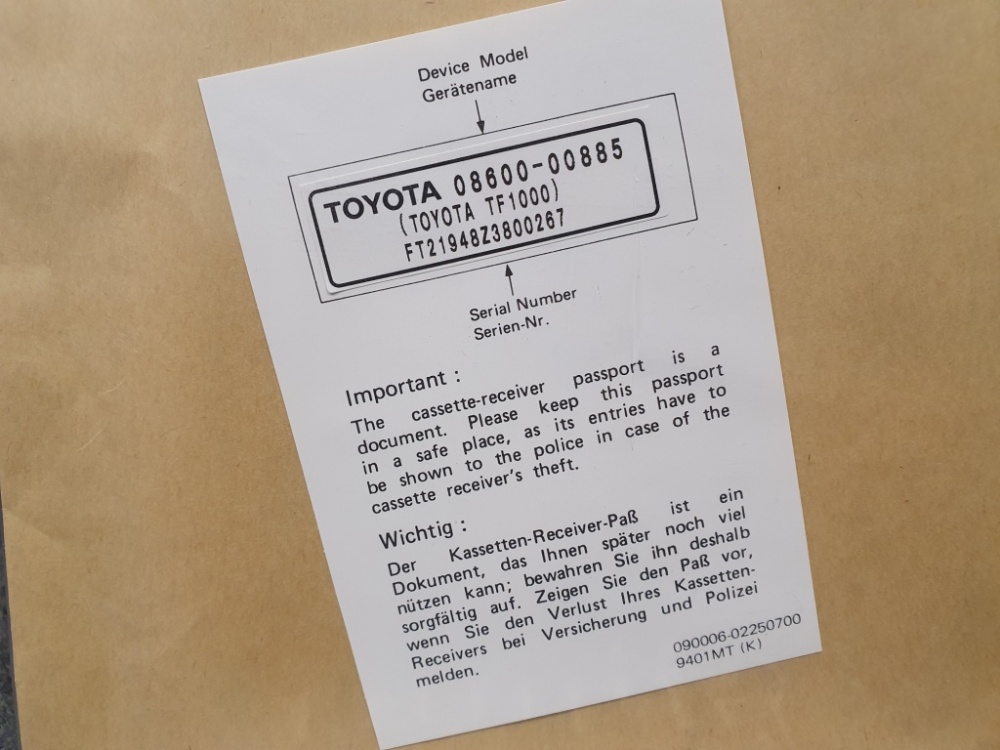 Device Model
Gerätename
TOYOTA 08600-00885
(TOYOTA TF1000)
FT21948Z3800267
Serial Number
Serien-Nr.
Important :
The cassette-receiver passport is a
document. Please keep this passport
in a safe place, as its entries have to
be shown to the police in case of the
cassette receiver's theft.
Wichtig :
Der Kassetten-Receiver-Paß ist ein
Dokument, das Ihnen später noch viel
nützen kann; bewahren Sie ihn deshalb
sorgfältig auf. Zeigen Sie den Paß vor,
wenn Sie den Verlust Ihres Kassetten-
Receivers bei Versicherung und Polizei
melden.
090006-02250700
9401MT (K)